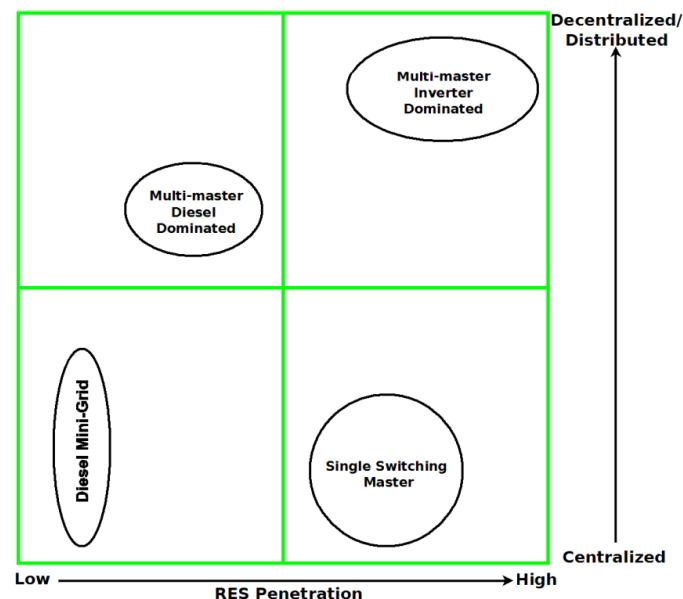 Decentralized/
Distributed
Multi-master
Inverter
Dominated
Multi-master
Diesel
Dominated
Diesel Mini-Grid
Single Switching
Master
Centralized
Low
High
RES Penetration